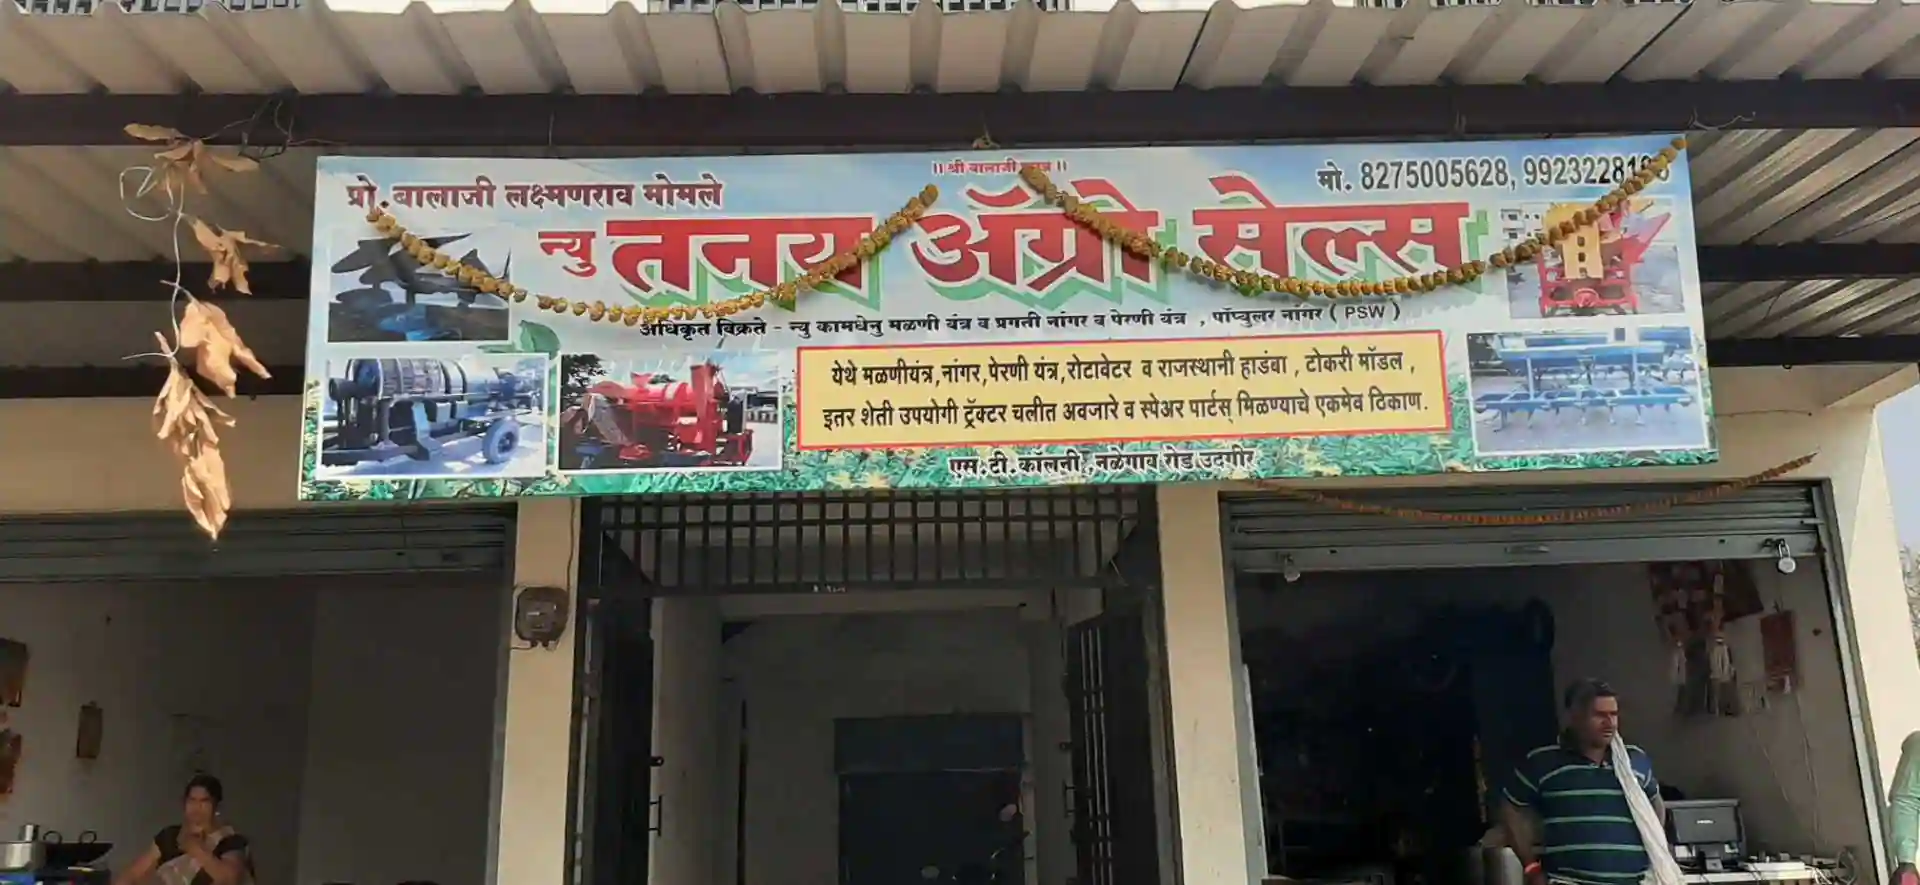 ॥ श्री बालाजी प्रसन्न ॥
प्रो. बालाजी लक्ष्मणराव मोमले
मो. 8275005628,
न्यु तनय ॲग्रो सेल्स
अधिकृत विक्रते - न्यु कामधेनु मळणी यंत्र व प्रगती नांगर व पेरणी यंत्र , पॉप्युलर नांगर ( PSW )
येथे मळणीयंत्र,नांगर,पेरणी यंत्र,रोटावेटर व राजस्थानी हाडंबा , टोकरी मॉडल ,
इतर शेती उपयोगी ट्रॅक्टर चलीत अवजारे व स्पेअर पार्टस् मिळण्याचे एकमेव ठिकाण.
एस.टी.कॉलनी ,नळेगाव रोड उदगीर